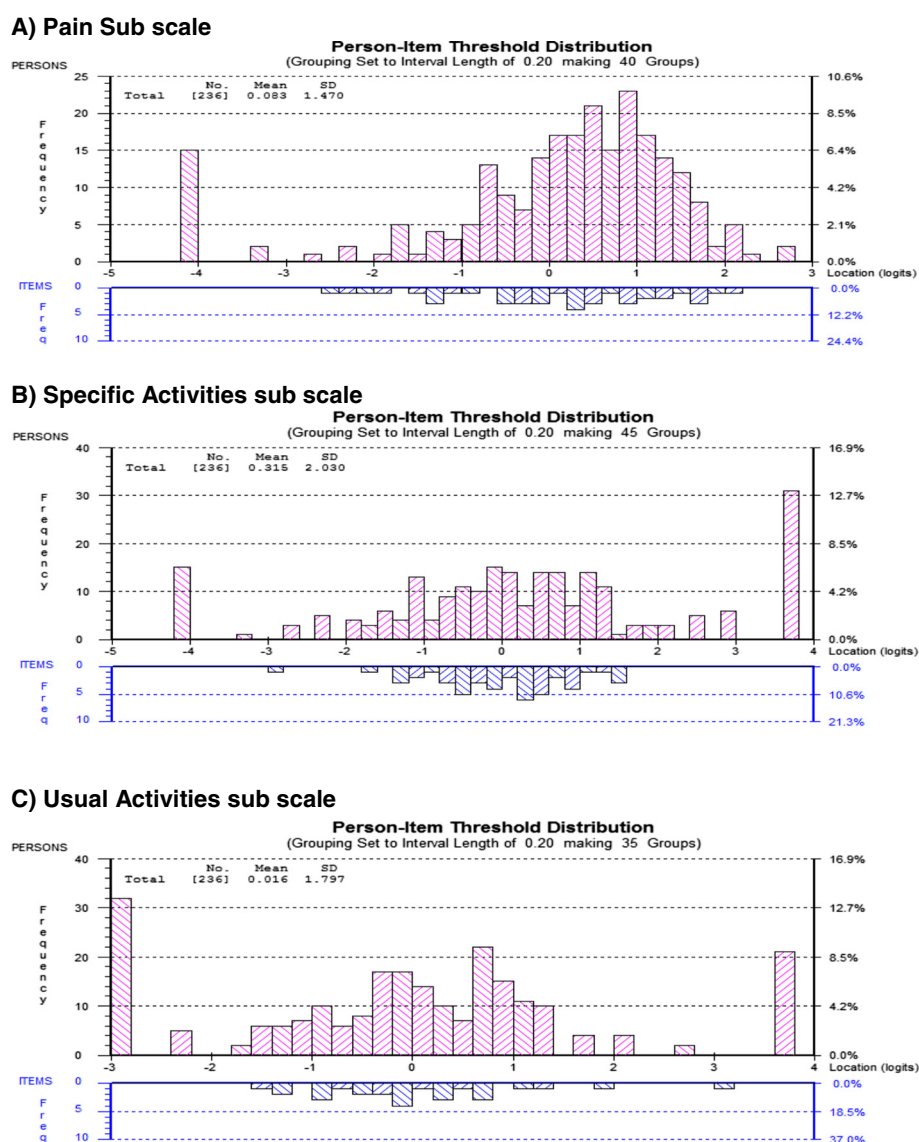 A) Pain Sub scale
Person-Item Threshold Distribution
PERSONS (Grouping Set to Interval Length of 0.20 making 40 Groups)
25 10.6%
No. Mean SD
Total [236] 0.083 1.470
20 8.5%
15 6.4%
Frequency
10 4.2%
5 2.1%
0 0.0%
-5 -4 -3 -2 -1 0 1 2 3 Location (logits)
ITEMS 0 0.0%
Freq
5 12.2%
10 24.4%
B) Specific Activities sub scale
Person-Item Threshold Distribution
PERSONS (Grouping Set to Interval Length of 0.20 making 45 Groups)
40 16.9%
No. Mean SD
Total [236] 0.315 2.030
30 12.7%
Frequency
20 8.5%
10 4.2%
0 0.0%
-5 -4 -3 -2 -1 0 1 2 3 4 Location (logits)
ITEMS 0 0.0%
Freq
5 10.6%
10 21.3%
C) Usual Activities sub scale
Person-Item Threshold Distribution
PERSONS (Grouping Set to Interval Length of 0.20 making 35 Groups)
40 16.9%
No. Mean SD
Total [236] 0.016 1.797
30 12.7%
Frequency
20 8.5%
10 4.2%
0 0.0%
-3 -2 -1 0 1 2 3 4 Location (logits)
ITEMS 0 0.0%
Freq
5 18.5%
10 37.0%